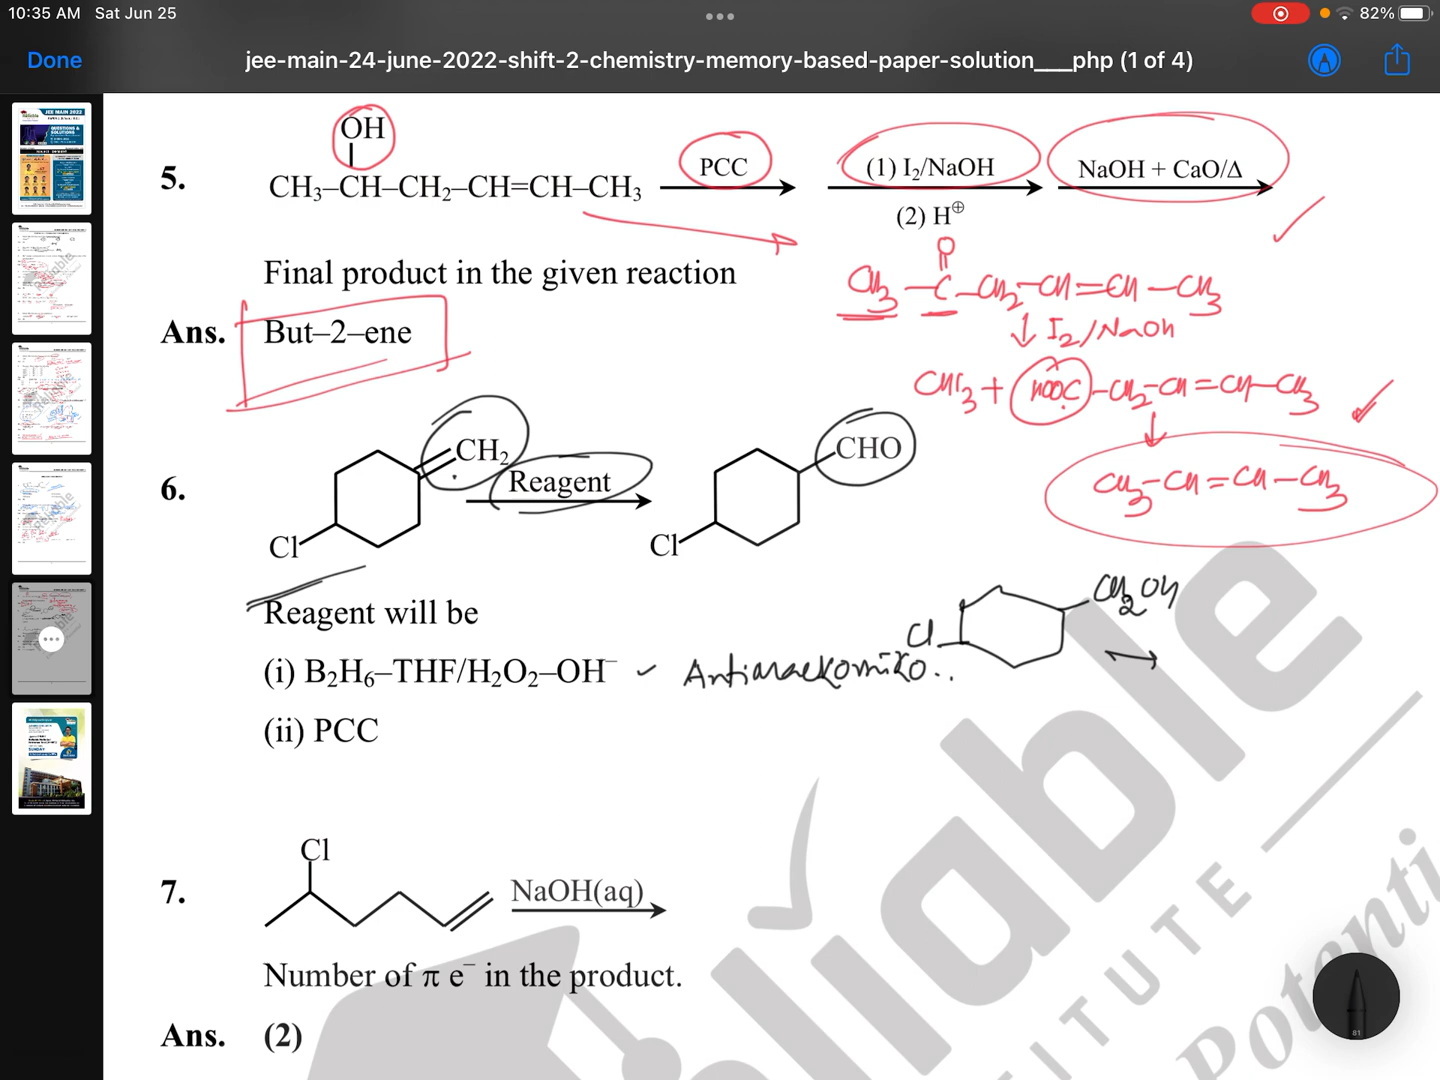 10:35 AM Sat Jun 25
82%
Done
jee-main-24-june-2022-shift-2-chemistry-memory-based-paper-solution___php (1 of 4)
OH
5. CH₃–CH–CH₂–CH=CH–CH₃
PCC
(1) I₂/NaOH
(2) H⊕
NaOH + CaO/Δ
Final product in the given reaction
O
CH₃–C–CH₂–CH=CH–CH₃
Ans. But–2–ene
↓ I₂/NaOH
CHI₃ + HOOC–CH₂–CH=CH–CH₃
CH₃–CH=CH–CH₃
6.
CH₂
Reagent
CHO
Cl
Cl
Reagent will be
CH₂OH
Cl
(i) B₂H₆–THF/H₂O₂–OH⁻
(ii) PCC
Cl
7.
NaOH(aq)
Number of π e⁻ in the product.
Ans. (2)
81
liable
ITUTE
Potenti